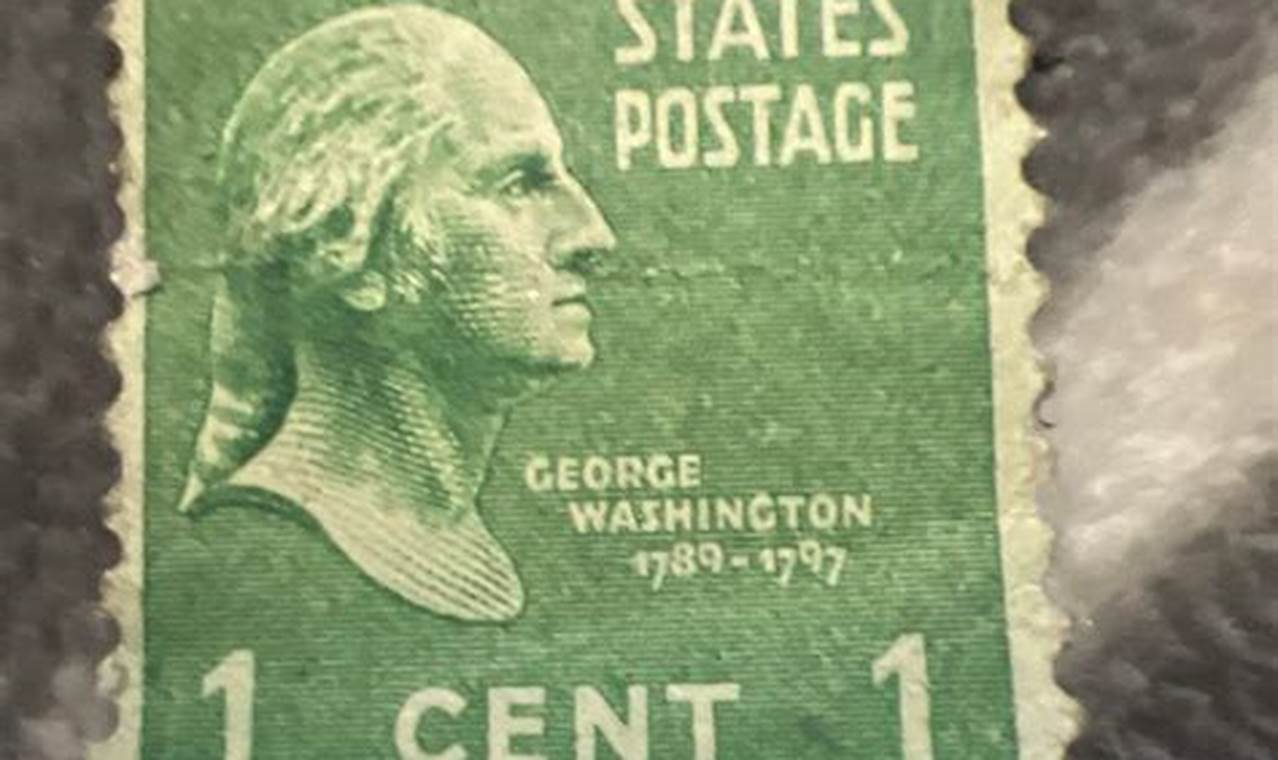 STATES
POSTAGE
GEORGE
WASHINGTON
1789-1797
1 CENT 1